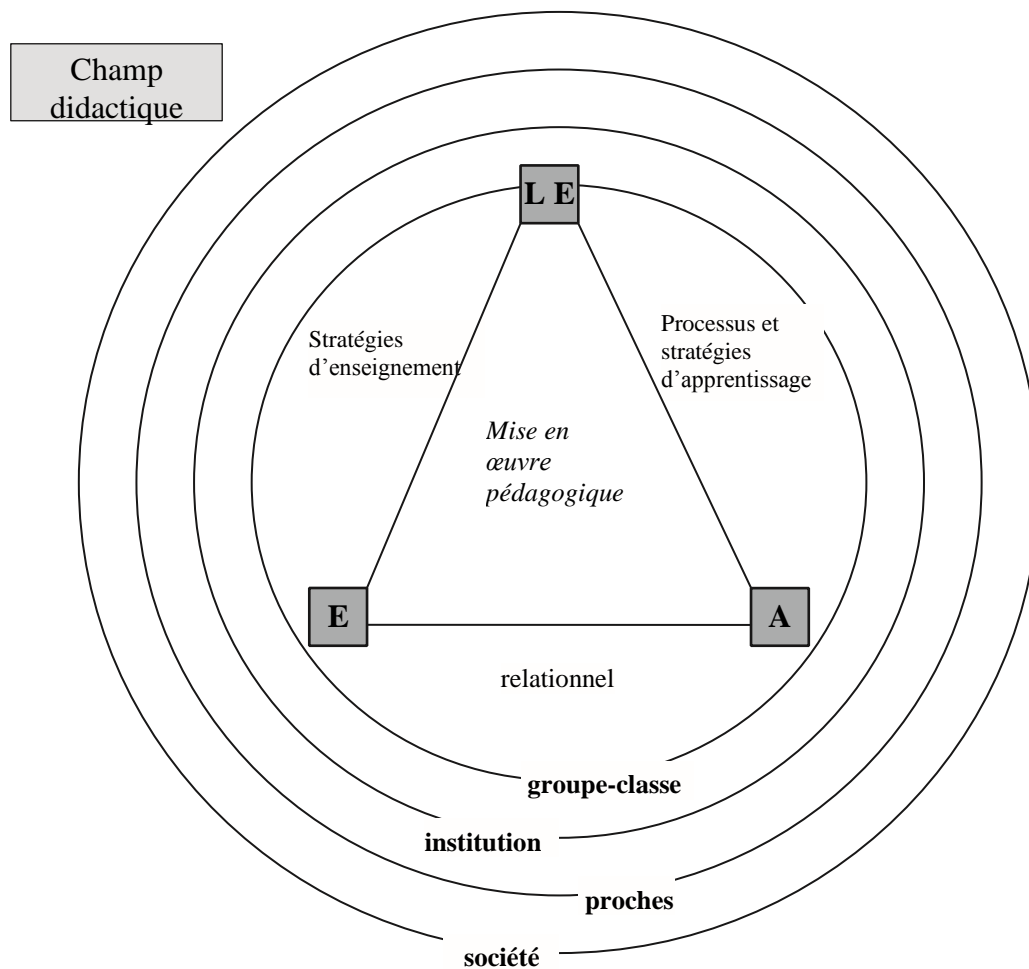 Champ
didactique
L E
Stratégies
d’enseignement
Processus et
stratégies
d’apprentissage
Mise en
œuvre
pédagogique
E
A
relationnel
groupe-classe
institution
proches
société